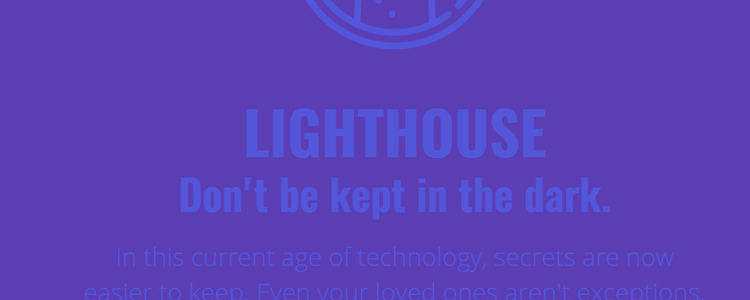 LIGHTHOUSE
Don't be kept in the dark.
In this current age of technology, secrets are now
easier to keep. Even your loved ones aren't exceptions